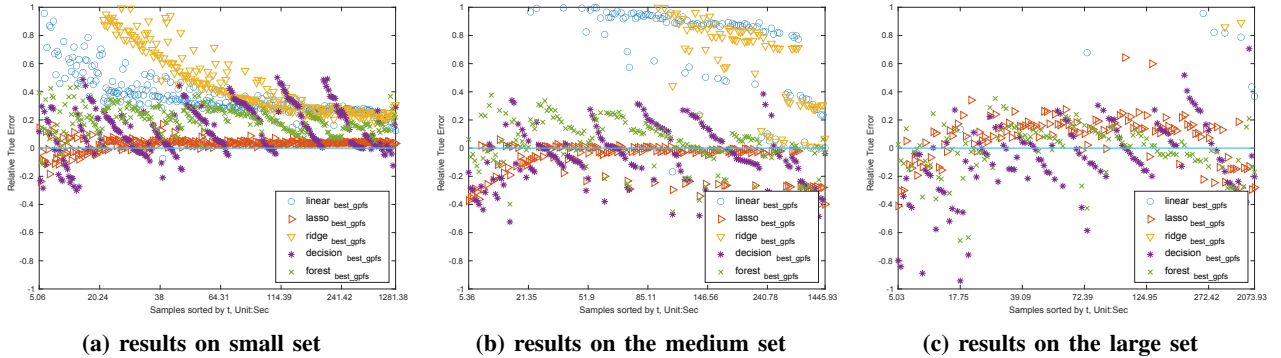 1
0.8
0.6
0.4
0.2
0
-0.2
-0.4
-0.6
-0.8
-1
Relative True Error
5.06 20.24 38 64.31 114.39 241.42 1281.38
Samples sorted by t, Unit:Sec
linear best_gpfs
lasso best_gpfs
ridge best_gpfs
decision best_gpfs
forest best_gpfs
(a) results on small set
1
0.8
0.6
0.4
0.2
0
-0.2
-0.4
-0.6
-0.8
-1
Relative True Error
5.36 21.35 51.9 85.11 146.56 240.78 1445.93
Samples sorted by t, Unit:Sec
linear best_gpfs
lasso best_gpfs
ridge best_gpfs
decision best_gpfs
forest best_gpfs
(b) results on the medium set
1
0.8
0.6
0.4
0.2
0
-0.2
-0.4
-0.6
-0.8
-1
Relative True Error
5.03 17.75 39.09 72.39 124.95 272.42 2073.93
Samples sorted by t, Unit:Sec
linear best_gpfs
lasso best_gpfs
ridge best_gpfs
decision best_gpfs
forest best_gpfs
(c) results on the large set